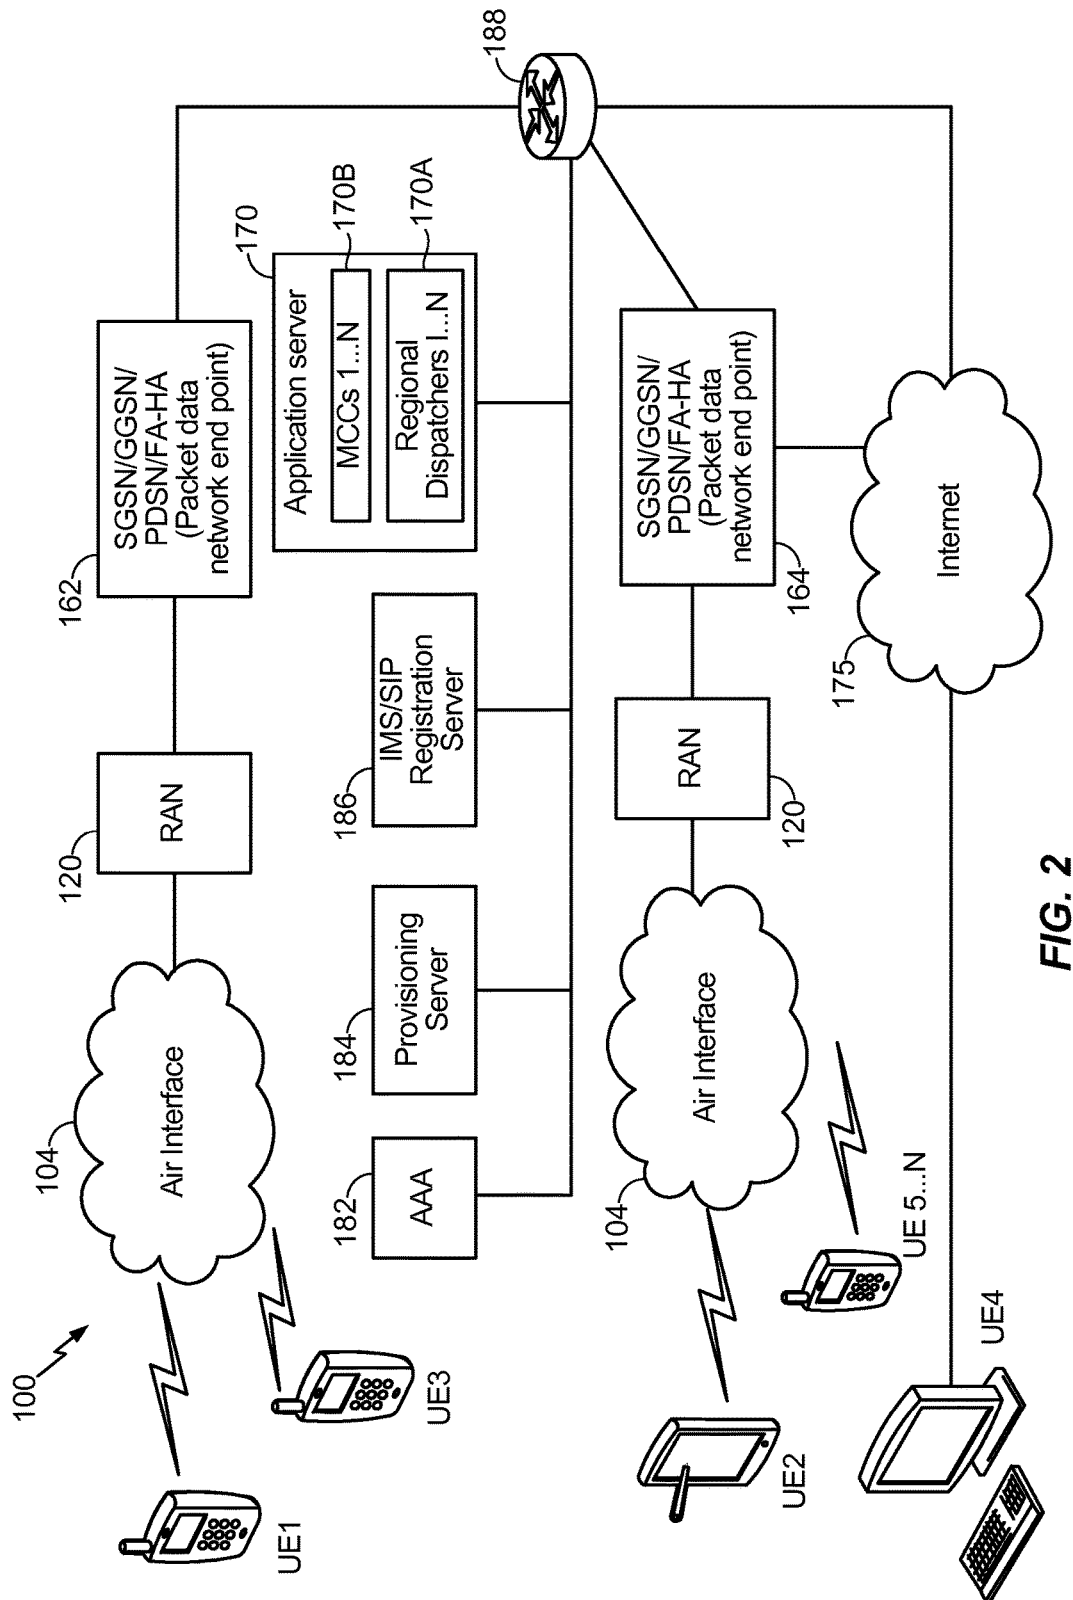 100
UE1
UE3
104
Air Interface
120
RAN
162
SGSN/GGSN/
PDSN/FA-HA
(Packet data
network end point)
182
AAA
184
Provisioning
Server
186
IMS/SIP
Registration
Server
170
Application server
170B
MCCs 1...N
170A
Regional
Dispatchers I...N
188
UE2
UE 5...N
104
Air Interface
120
RAN
164
SGSN/GGSN/
PDSN/FA-HA
(Packet data
network end point)
UE4
175
Internet
FIG. 2